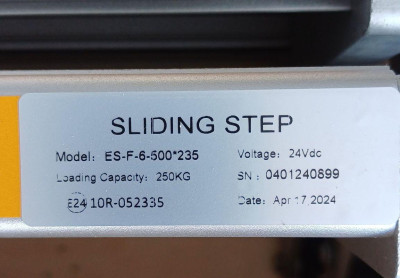 SLIDING STEP
Model: ES-F-6-500*235 Voltage: 24Vdc
Loading Capacity: 250KG SN: 0401240899
E24 10R-052335 Date: Apr 17 2024